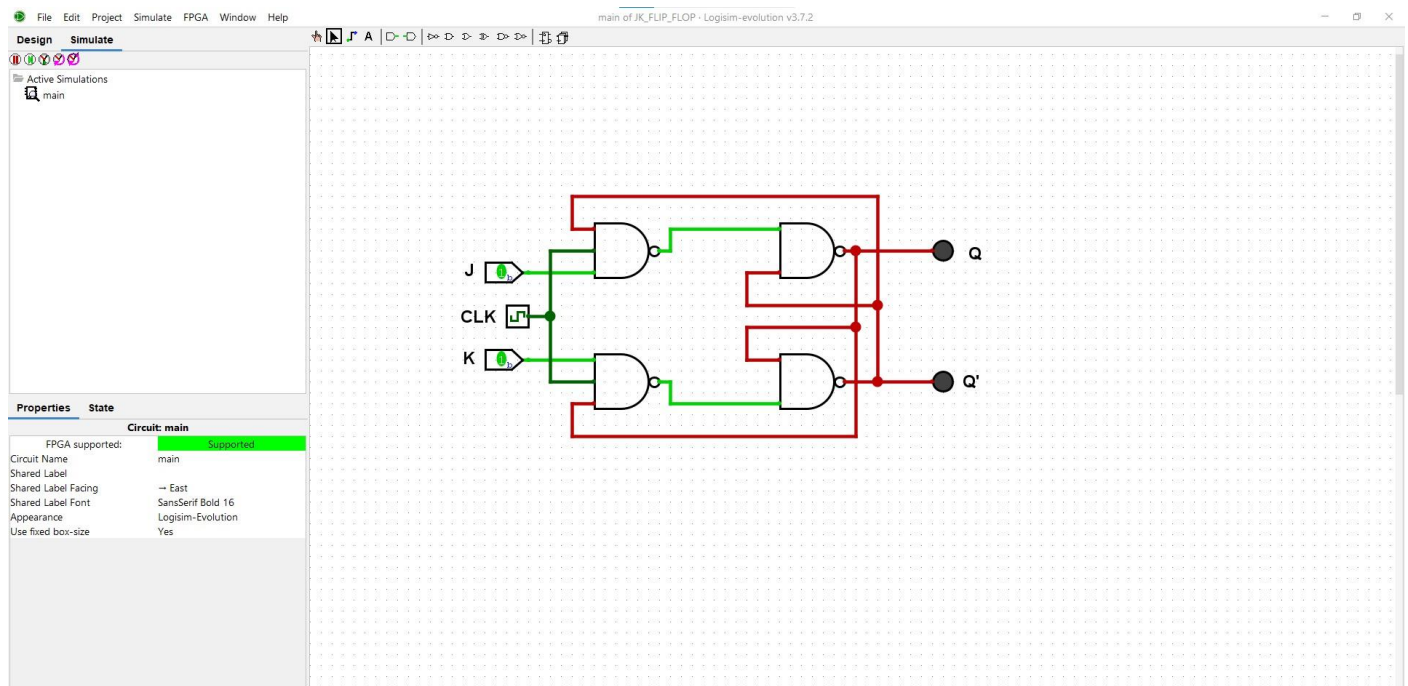 File Edit Project Simulate FPGA Window Help
main of JK_FLIP_FLOP · Logisim-evolution v3.7.2
Design Simulate
A
Active Simulations
main
J
CLK
K
Q
Q'
Properties State
Circuit: main
FPGA supported: Supported
Circuit Name main
Shared Label
Shared Label Facing → East
Shared Label Font SansSerif Bold 16
Appearance Logisim-Evolution
Use fixed box-size Yes